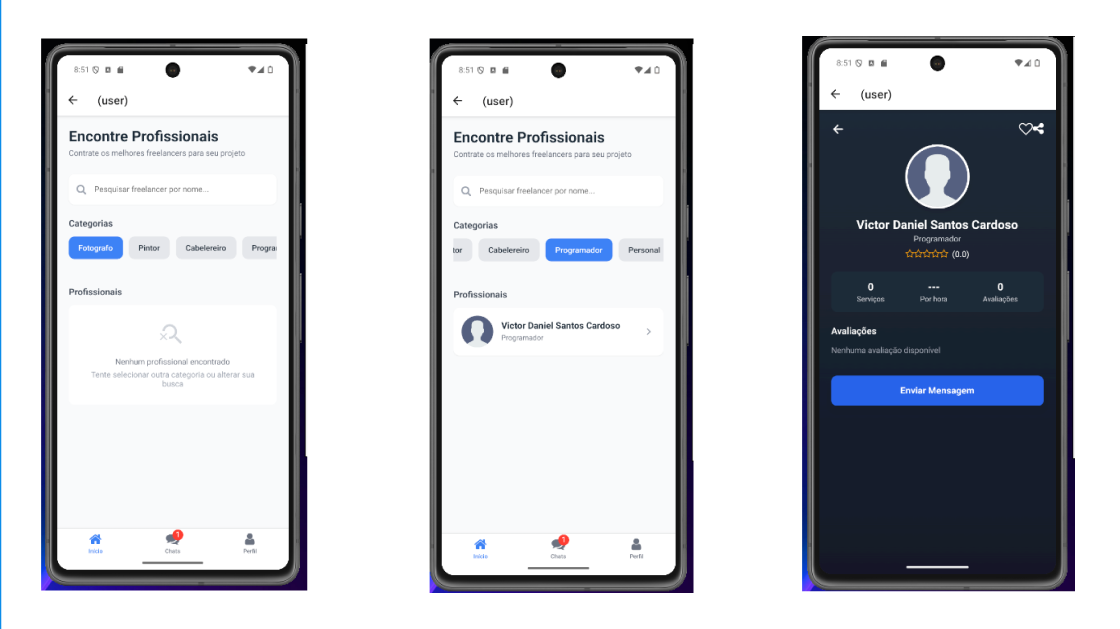 8:51
(user)
Encontre Profissionais
Contrate os melhores freelancers para seu projeto
Pesquisar freelancer por nome...
Categorias
Fotografo Pintor Cabelereiro Progra
Profissionais
Nenhum profissional encontrado
Tente selecionar outra categoria ou alterar sua
busca
1
Início Chats Perfil
8:51
(user)
Encontre Profissionais
Contrate os melhores freelancers para seu projeto
Pesquisar freelancer por nome...
Categorias
tor Cabelereiro Programador Personal
Profissionais
Victor Daniel Santos Cardoso
Programador
1
Início Chats Perfil
8:51
(user)
Victor Daniel Santos Cardoso
Programador
(0.0)
0 --- 0
Serviços Por hora Avaliações
Avaliações
Nenhuma avaliação disponível
Enviar Mensagem